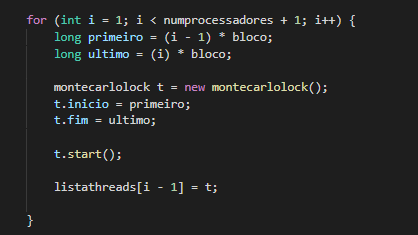 for (int i = 1; i < numprocessadores + 1; i++) {
long primeiro = (i - 1) * bloco;
long ultimo = (i) * bloco;
montecarlolock t = new montecarlolock();
t.inicio = primeiro;
t.fim = ultimo;
t.start();
listathreads[i - 1] = t;
}